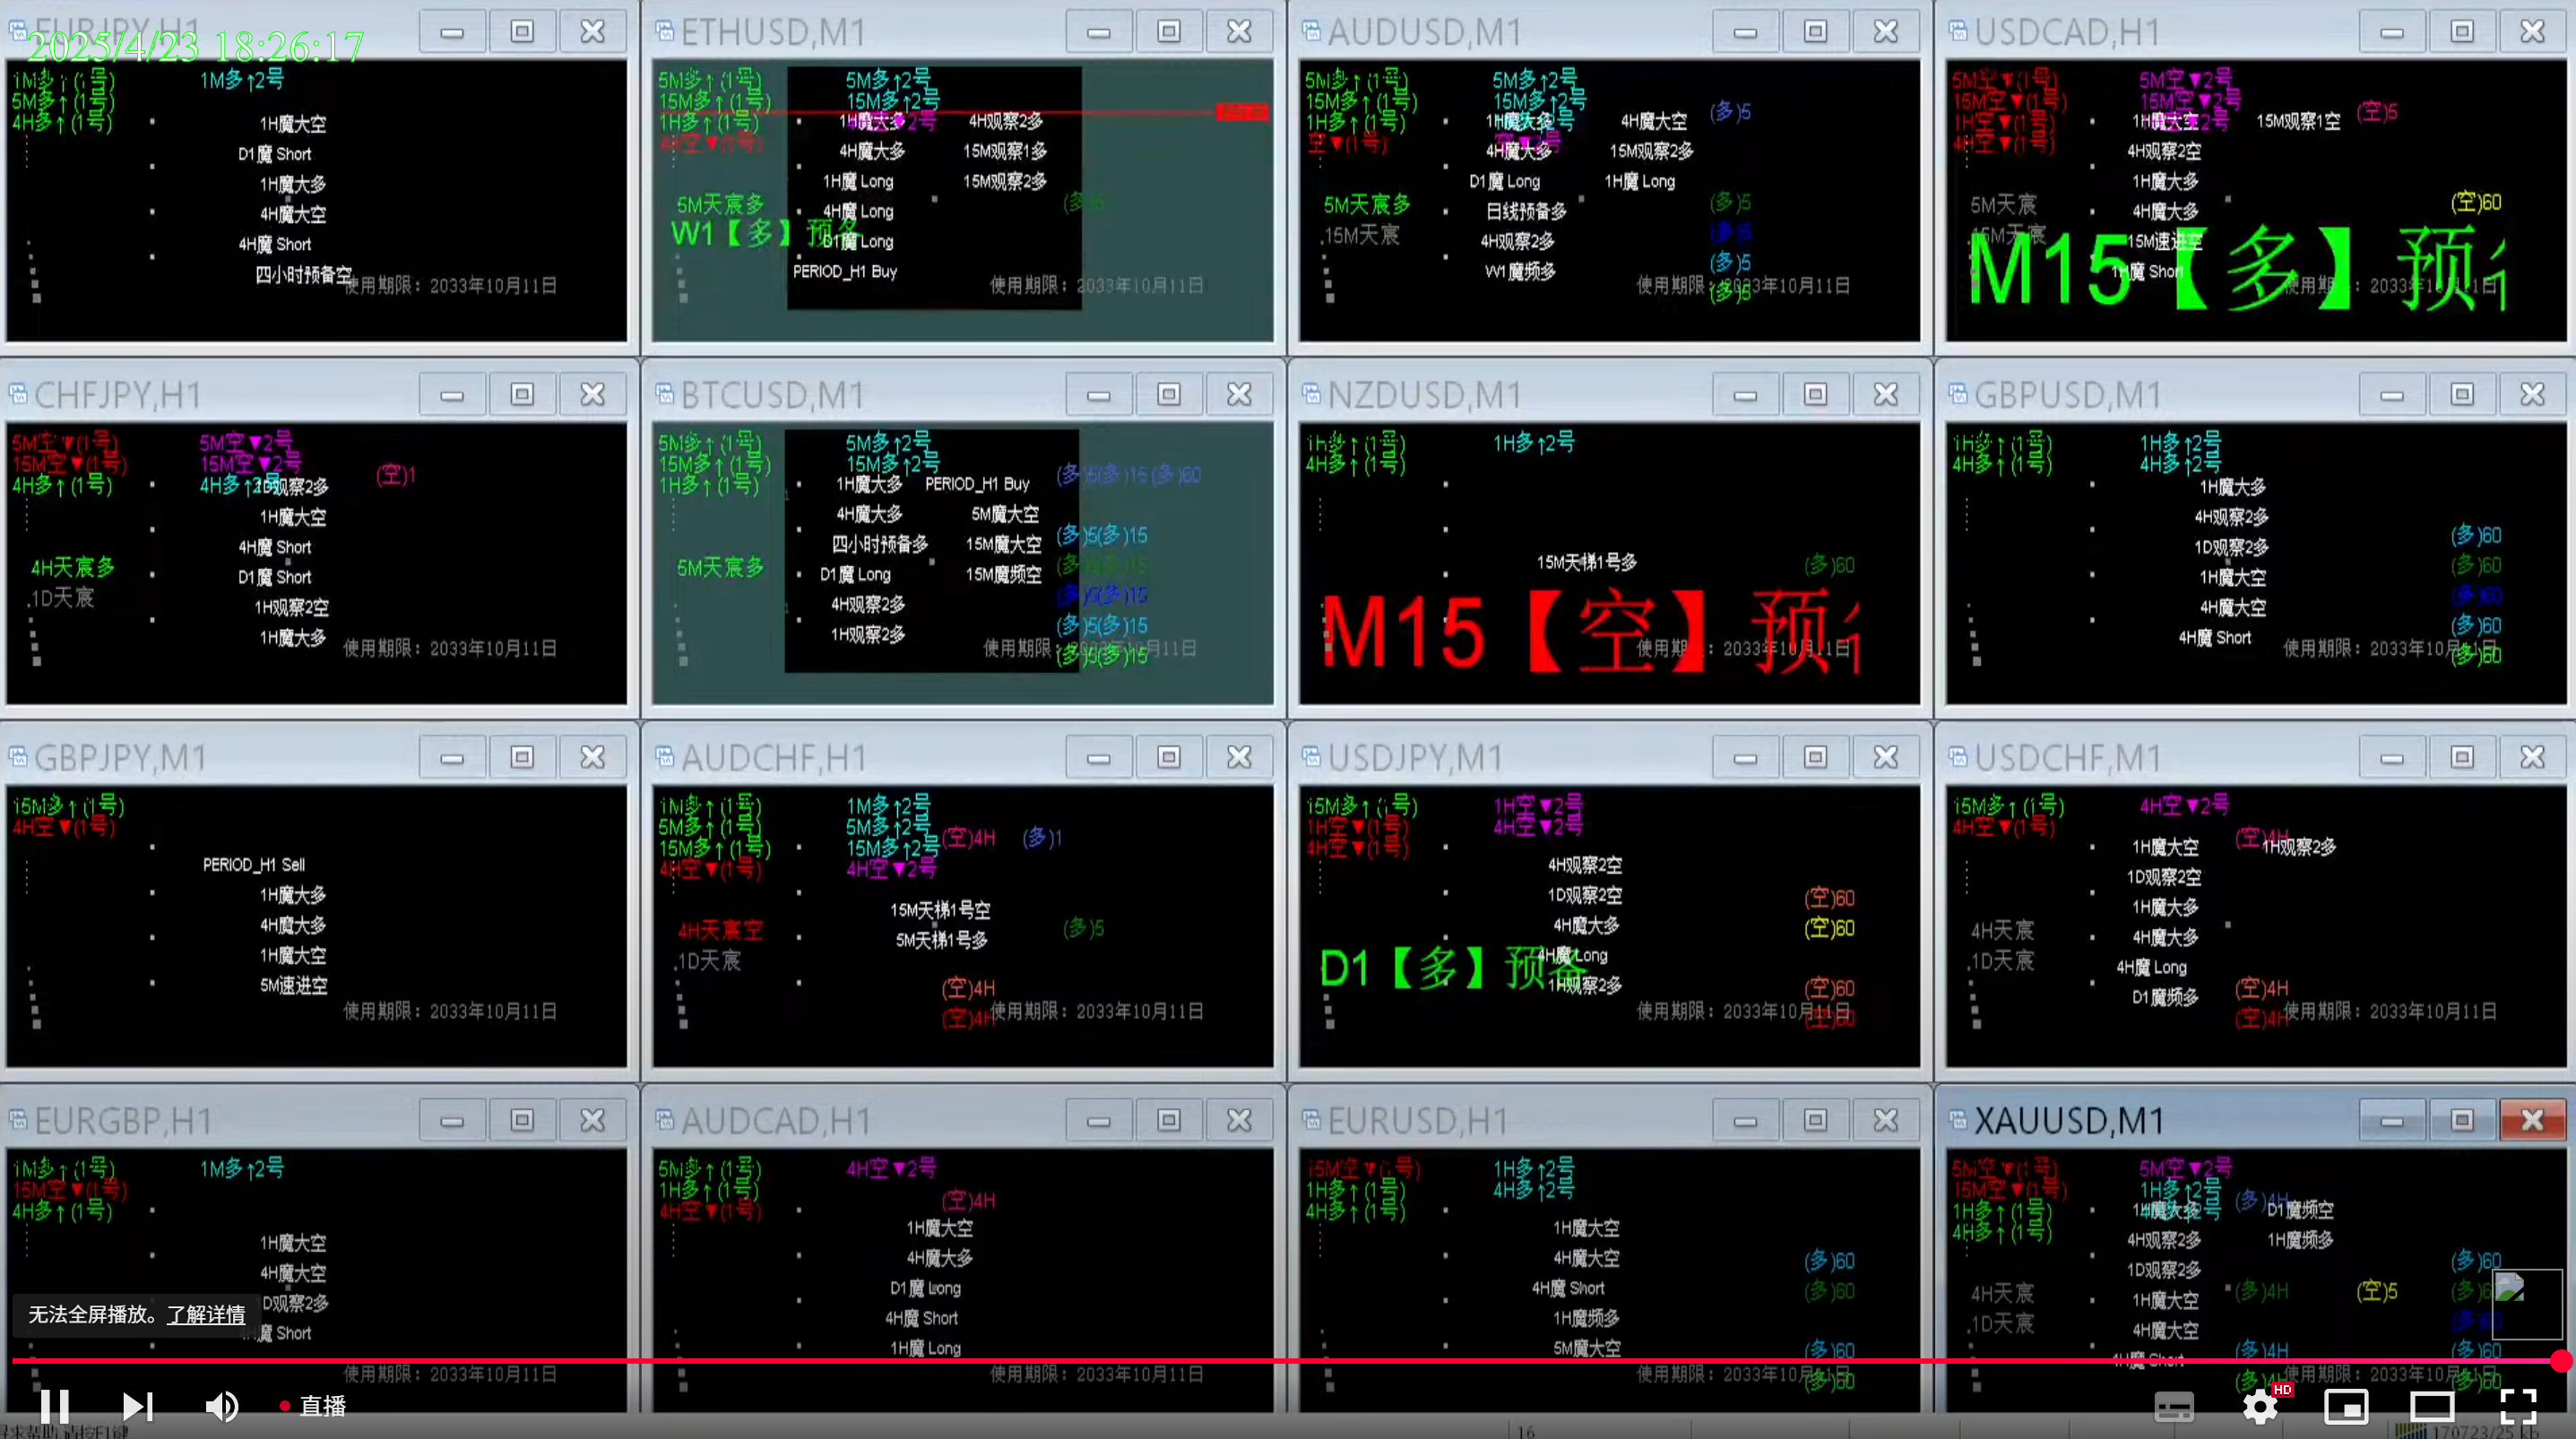 2025/4/23 18:26:17
EURJPY,H1
1M多↑(1号) 1M多↑2号
5M多↑(1号)
4H多↑(1号)
1H魔大空
D1魔 Short
1H魔大多
4H魔大空
4H魔 Short
四小时预备空
使用期限：2033年10月11日
ETHUSD,M1
5M多↑(1号) 5M多↑2号
15M多↑(1号) 15M多↑2号
1H多↑(1号) 1H魔大多 4H观察2多
4H空▼(1号) 4H魔大多 15M观察1多
1H魔 Long 15M观察2多
5M天宸多 4H魔 Long
W1【多】预备 D1魔 Long
PERIOD_H1 Buy
使用期限：2033年10月11日
AUDUSD,M1
5M多↑(1号) 5M多↑2号
15M多↑(1号) 15M多↑2号 (多)5
1H多↑(1号) 1H魔大多 4H魔大空
空▼(1号) 4H魔大多 15M观察2多
D1魔 Long 1H魔 Long
5M天宸多 日线预备多 (多)5
.15M天宸 4H观察2多 (多)5
W1魔频多 (多)5
使用期限：2033年10月11日
(多)5
USDCAD,H1
5M空▼(1号) 5M空▼2号
15M空▼(1号) 15M空▼2号 (空)5
1H空▼(1号) 1H魔大空 15M观察1空
4H空▼(1号) 4H观察2空
1H魔大多
5M天宸 4H魔大多 (空)60
.15M天宸 15M速进空
M15【多】预
1H魔 Short
CHFJPY,H1
5M空▼(1号) 5M空▼2号
15M空▼(1号) 15M空▼2号 (空)1
4H多↑(1号) 4H多↑2号 1D观察2多
1H魔大空
4H魔 Short
4H天宸多 D1魔 Short
.1D天宸 1H观察2空
1H魔大多
使用期限：2033年10月11日
BTCUSD,M1
5M多↑(1号) 5M多↑2号
15M多↑(1号) 15M多↑2号 (多)5(多)15(多)60
1H多↑(1号) 1H魔大多 PERIOD_H1 Buy
4H魔大多 5M魔大空
四小时预备多 15M魔大空 (多)5(多)15
5M天宸多 D1魔 Long 15M魔频空
4H观察2多 (多)5(多)15
1H观察2多 (多)5(多)15
使用期限：
(多)5(多)15
NZDUSD,M1
1H多↑(1号) 1H多↑2号
4H多↑(1号)
15M天梯1号多 (多)60
M15【空】预
使用期限：2033年10月11日
GBPUSD,M1
1H多↑(1号) 1H多↑2号
4H多↑(1号) 4H多↑2号
1H魔大多
4H观察2多 (多)60
1D观察2多 (多)60
1H魔大空 (多)60
4H魔大空 (多)60
4H魔 Short (多)60
使用期限：2033年10月11日
GBPJPY,M1
15M多↑(1号)
4H空▼(1号)
PERIOD_H1 Sell
1H魔大多
4H魔大多
1H魔大空
5M速进空
使用期限：2033年10月11日
AUDCHF,H1
1M多↑(1号) 1M多↑2号
5M多↑(1号) 5M多↑2号 (空)4H (多)1
15M多↑(1号) 15M多↑2号
4H空▼(1号) 4H空▼2号
15M天梯1号空
4H天宸空 5M天梯1号多 (多)5
.1D天宸
(空)4H
(空)4H
使用期限：2033年10月11日
USDJPY,M1
15M多↑(1号) 1H空▼2号
1H空▼(1号) 4H空▼2号
4H空▼(1号)
4H观察2空
1D观察2空 (空)60
4H魔大多 (空)60
D1【多】预备 4H魔 Long
1H观察2多 (空)60
使用期限：2033年10月11日
(空)60
USDCHF,M1
15M多↑(1号) 4H空▼2号
4H空▼(1号) (空)4H
1H魔大空 1H观察2多
1D观察2空
1H魔大多
4H天宸 4H魔大多
.1D天宸 4H魔 Long
D1魔频多 (空)4H
(空)4H
使用期限：2033年10月11日
EURGBP,H1
1M多↑(1号) 1M多↑2号
15M空▼(1号)
4H多↑(1号)
1H魔大空
4H魔大空
1D观察2多
4H魔 Short
使用期限：2033年10月11日
AUDCAD,H1
5M多↑(1号) 4H空▼2号
1H多↑(1号) (空)4H
4H空▼(1号)
1H魔大空
4H魔大多
D1魔 Long
4H魔 Short
1H魔 Long
使用期限：2033年10月11日
EURUSD,H1
15M空▼(1号) 1H多↑2号
1H多↑(1号) 4H多↑2号
4H多↑(1号)
1H魔大空
4H魔大空 (多)60
4H魔 Short (多)60
1H魔频多
5M魔大空 (多)60
使用期限：2033年10月11日
(多)60
XAUUSD,M1
5M空▼(1号) 5M空▼2号
15M空▼(1号) 1H多↑2号 (多)4H
1H多↑(1号) 1H魔大多 D1魔频空
4H多↑(1号) 4H观察2多 1H魔频多
1D观察2多 (多)60
4H天宸 1H魔大空 (多)4H (空)5
.1D天宸 4H魔大空
4H魔 Short (多)4H (多)60
使用期限：2033年10月11日
无法全屏播放。了解详情
直播
HD
16
170723/25 kb